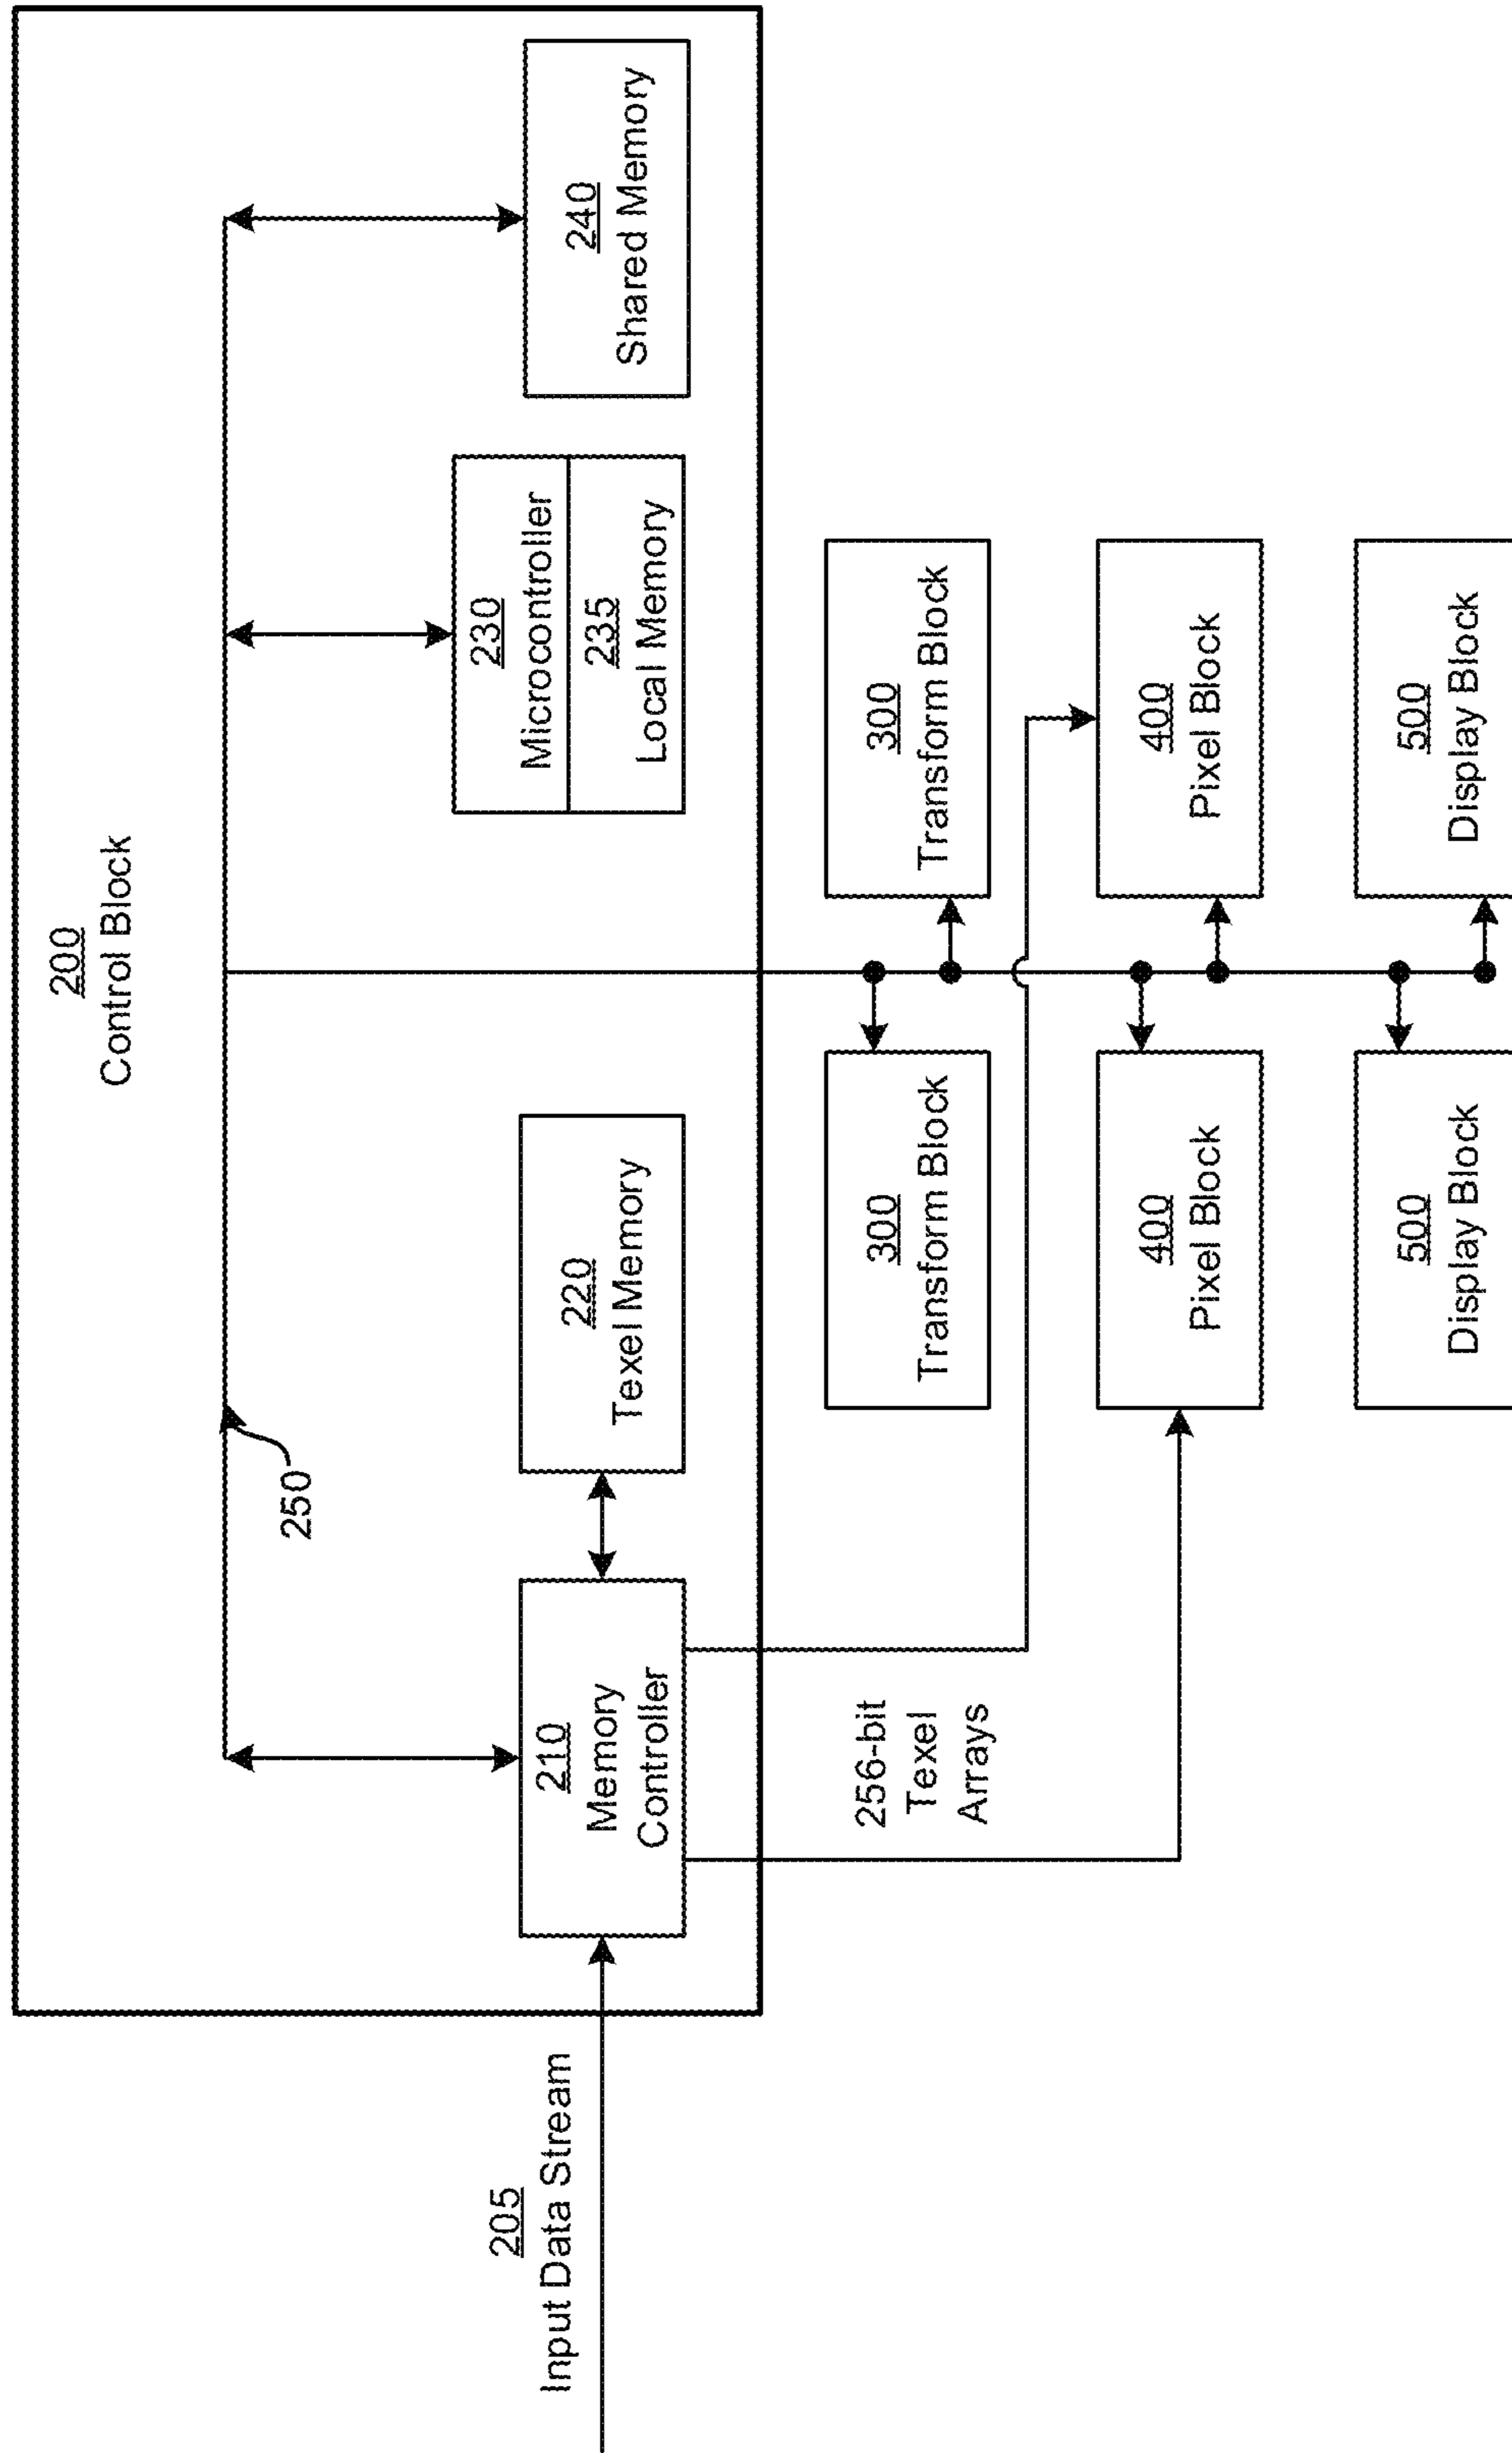 200
Control Block
250
205
Input Data Stream
210
Memory
Controller
220
Texel Memory
230
Microcontroller
235
Local Memory
240
Shared Memory
256-bit
Texel
Arrays
300
Transform Block
300
Transform Block
400
Pixel Block
400
Pixel Block
500
Display Block
500
Display Block